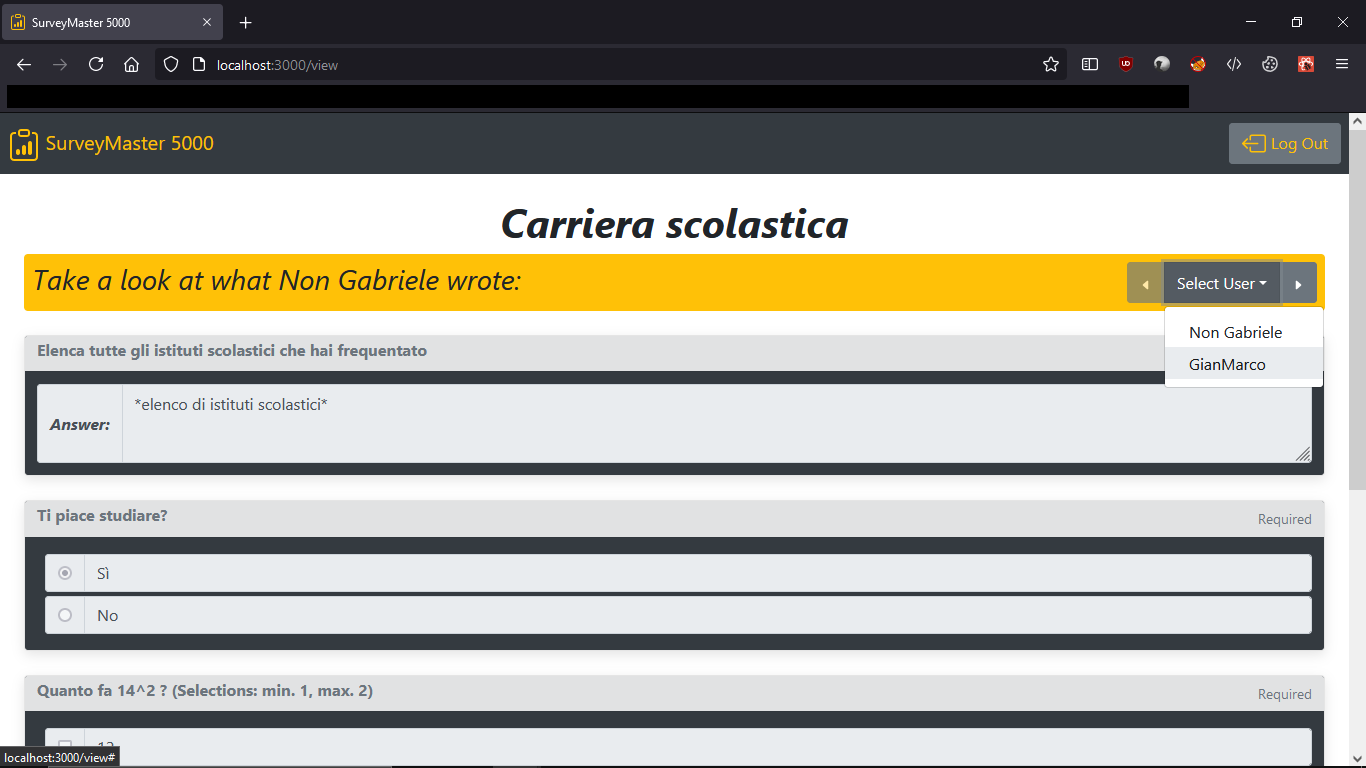 SurveyMaster 5000
localhost:3000/view
SurveyMaster 5000
Log Out
Carriera scolastica
Take a look at what Non Gabriele wrote:
Select User
Non Gabriele
GianMarco
Elenca tutte gli istituti scolastici che hai frequentato
Answer:
*elenco di istituti scolastici*
Ti piace studiare?
Required
Sì
No
Quanto fa 14^2 ? (Selections: min. 1, max. 2)
Required
localhost:3000/view#